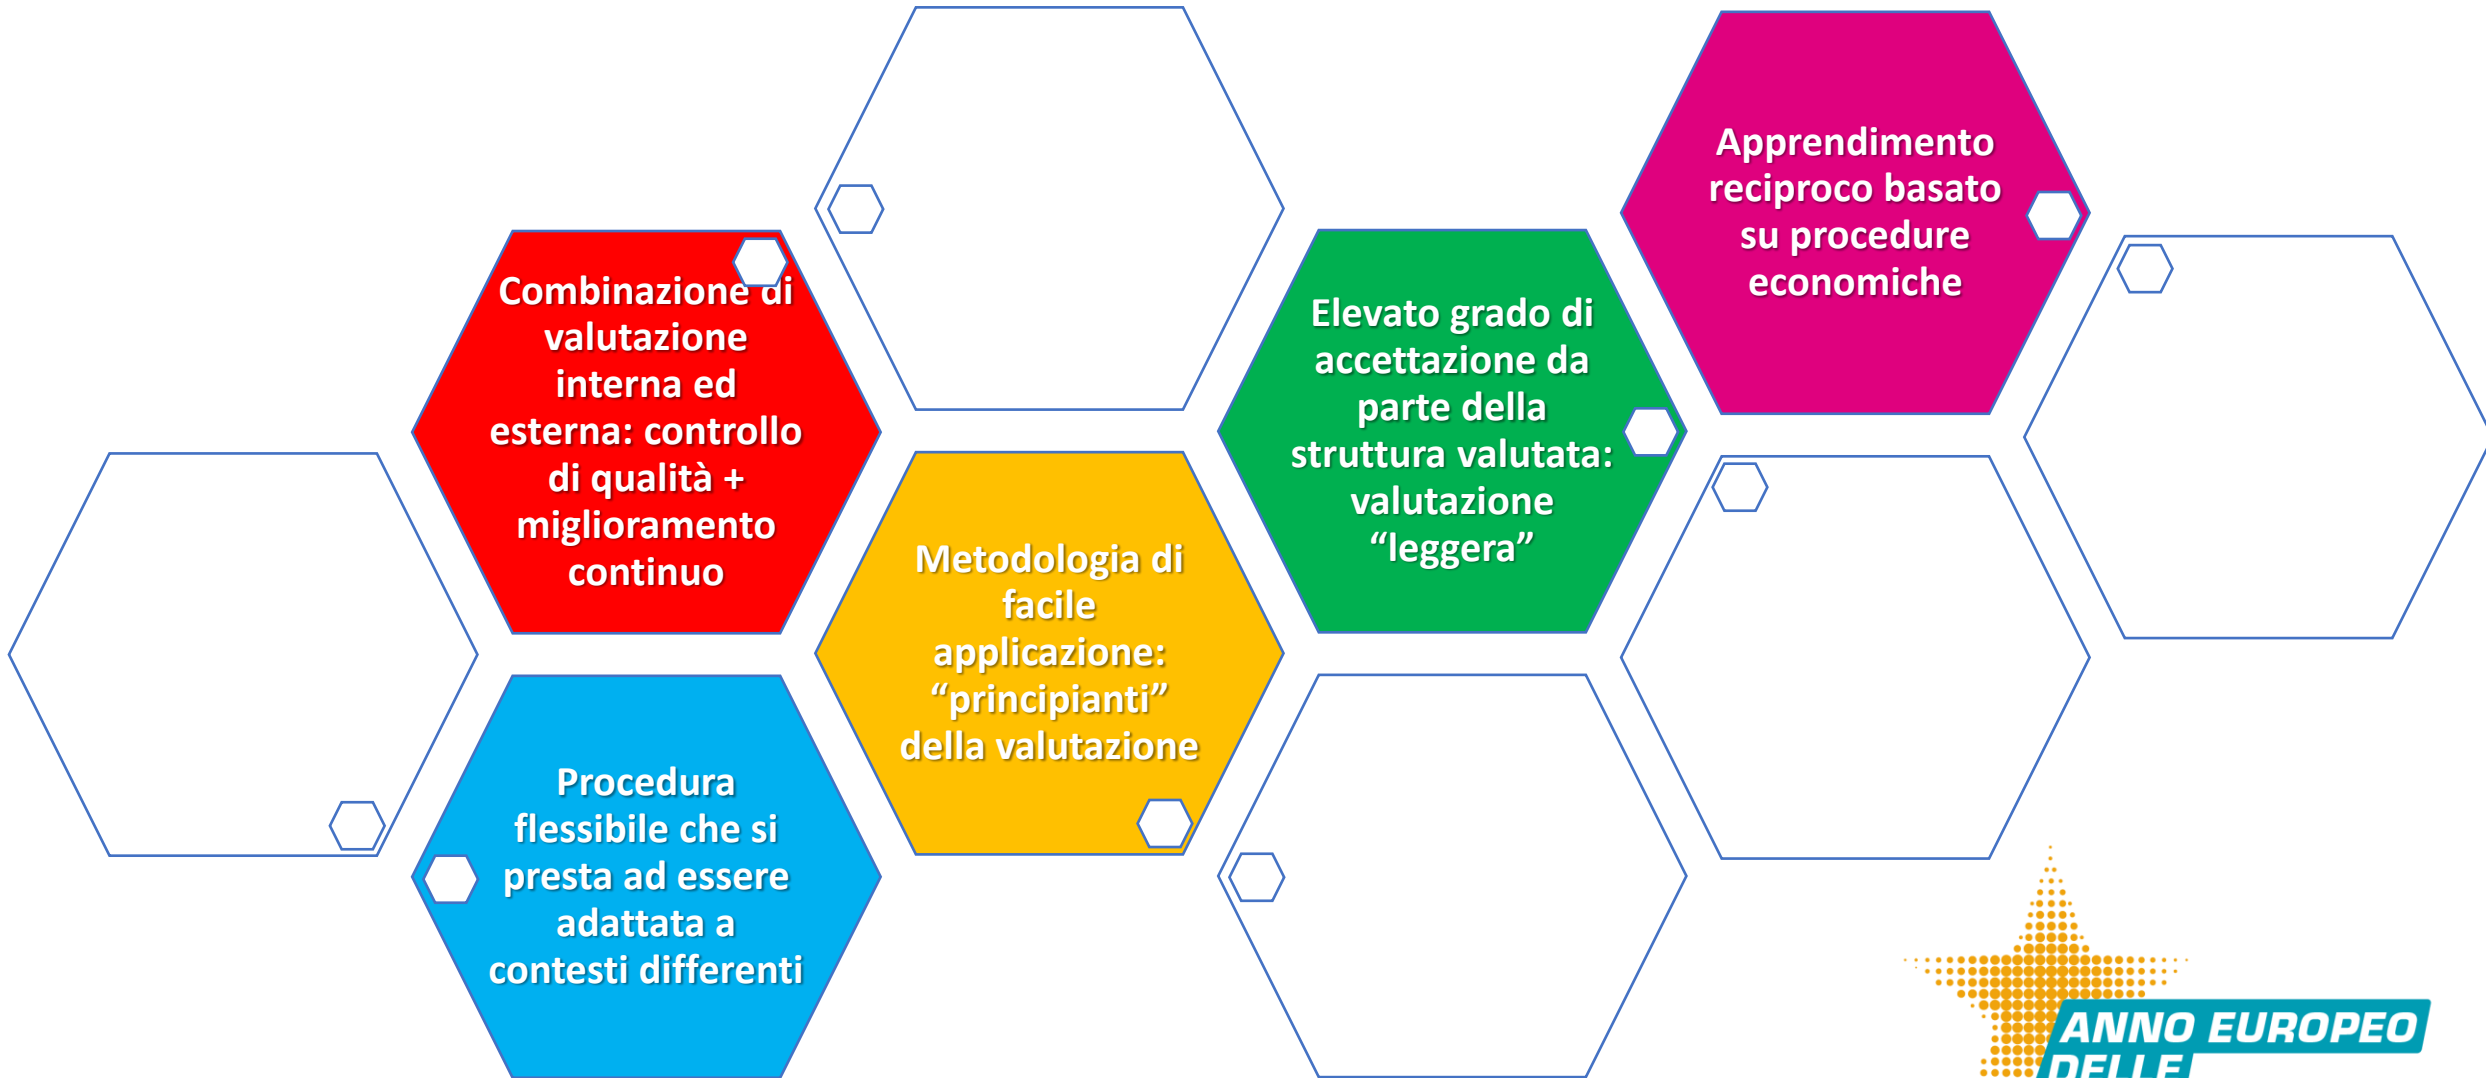 Combinazione di
valutazione
interna ed
esterna: controllo
di qualità +
miglioramento
continuo
Procedura
flessibile che si
presta ad essere
adattata a
contesti differenti
Metodologia di
facile
applicazione:
“principianti”
della valutazione
Elevato grado di
accettazione da
parte della
struttura valutata:
valutazione
“leggera”
Apprendimento
reciproco basato
su procedure
economiche
ANNO EUROPEO
DELLE